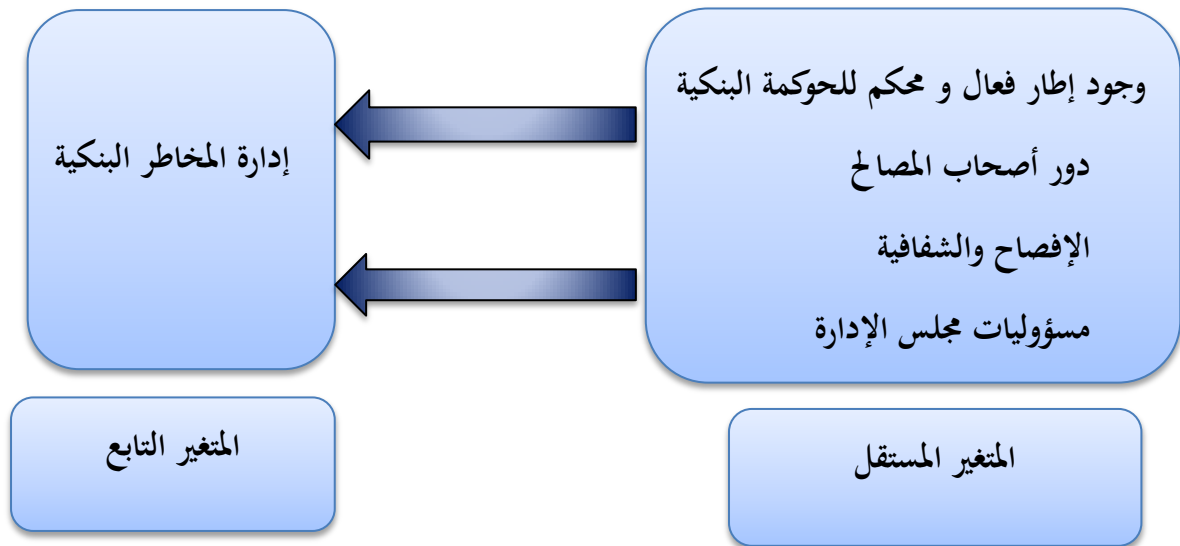 وجود إطار فعال و محكم للحوكمة البنكية
دور أصحاب المصالح
الإفصاح والشفافية
مسؤوليات مجلس الإدارة
إدارة المخاطر البنكية
المتغير المستقل
المتغير التابع